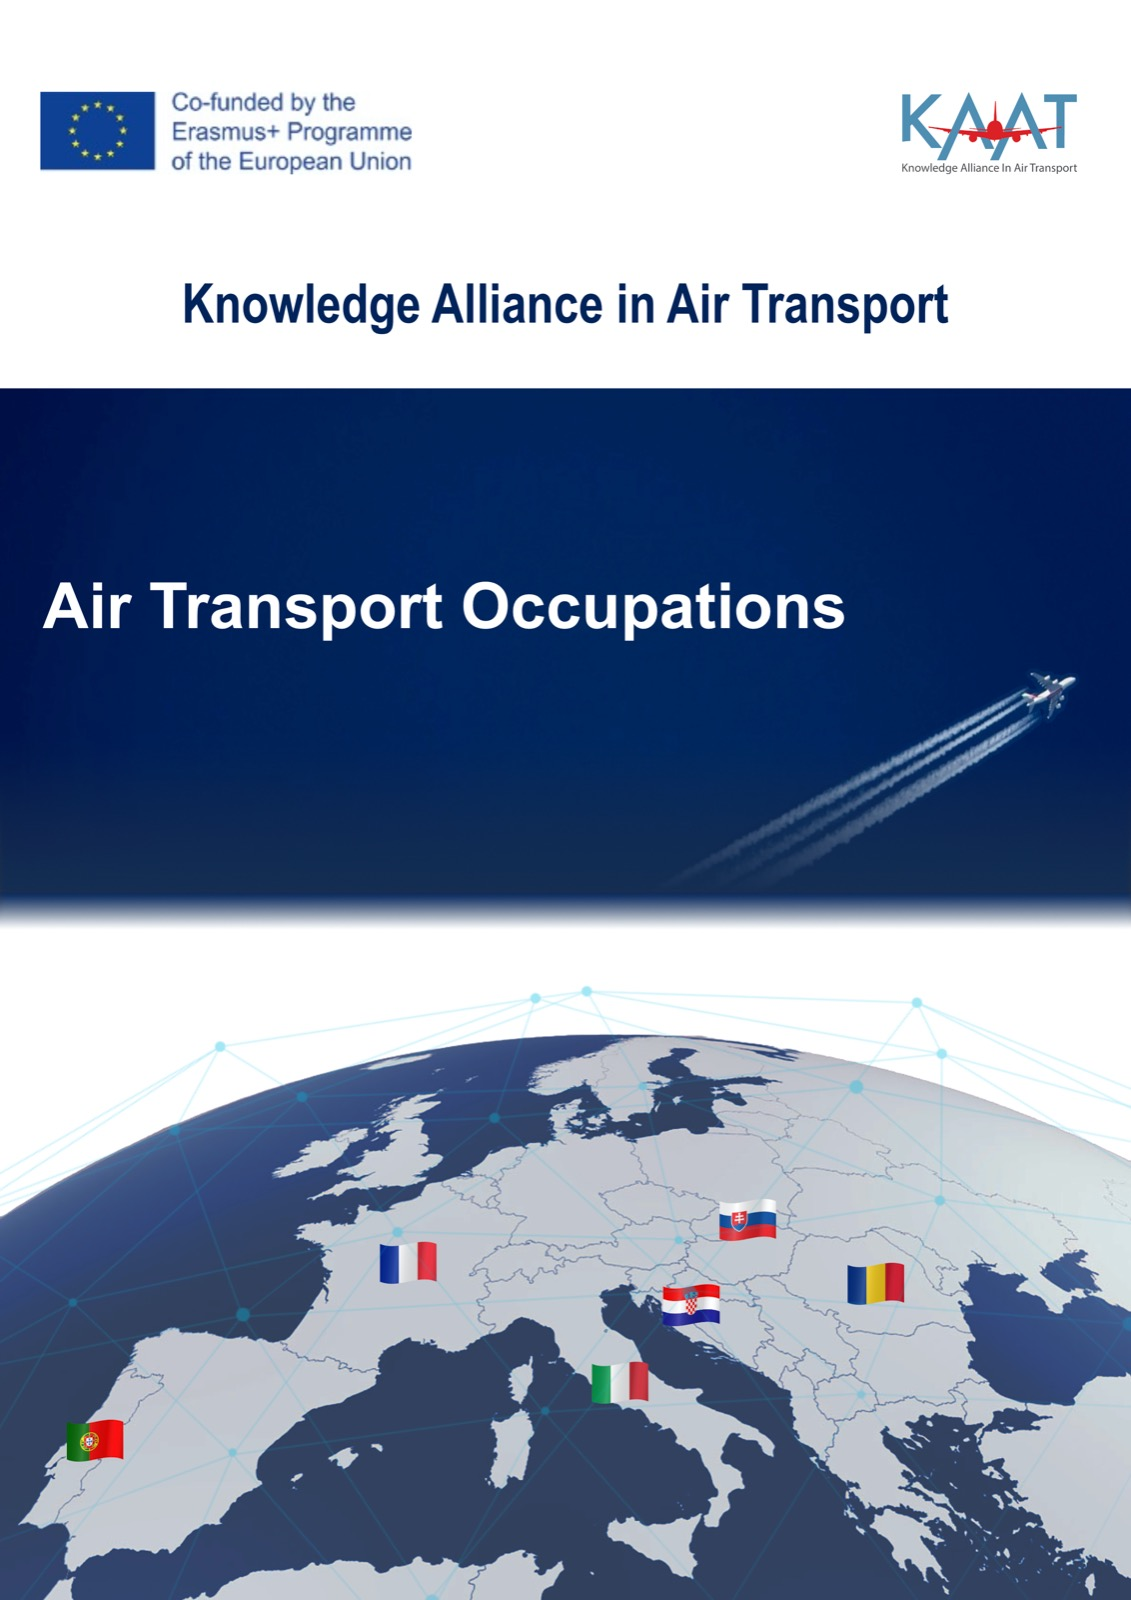 Co-funded by the
Erasmus+ Programme
of the European Union
KAAT
Knowledge Alliance In Air Transport
Knowledge Alliance in Air Transport
Air Transport Occupations